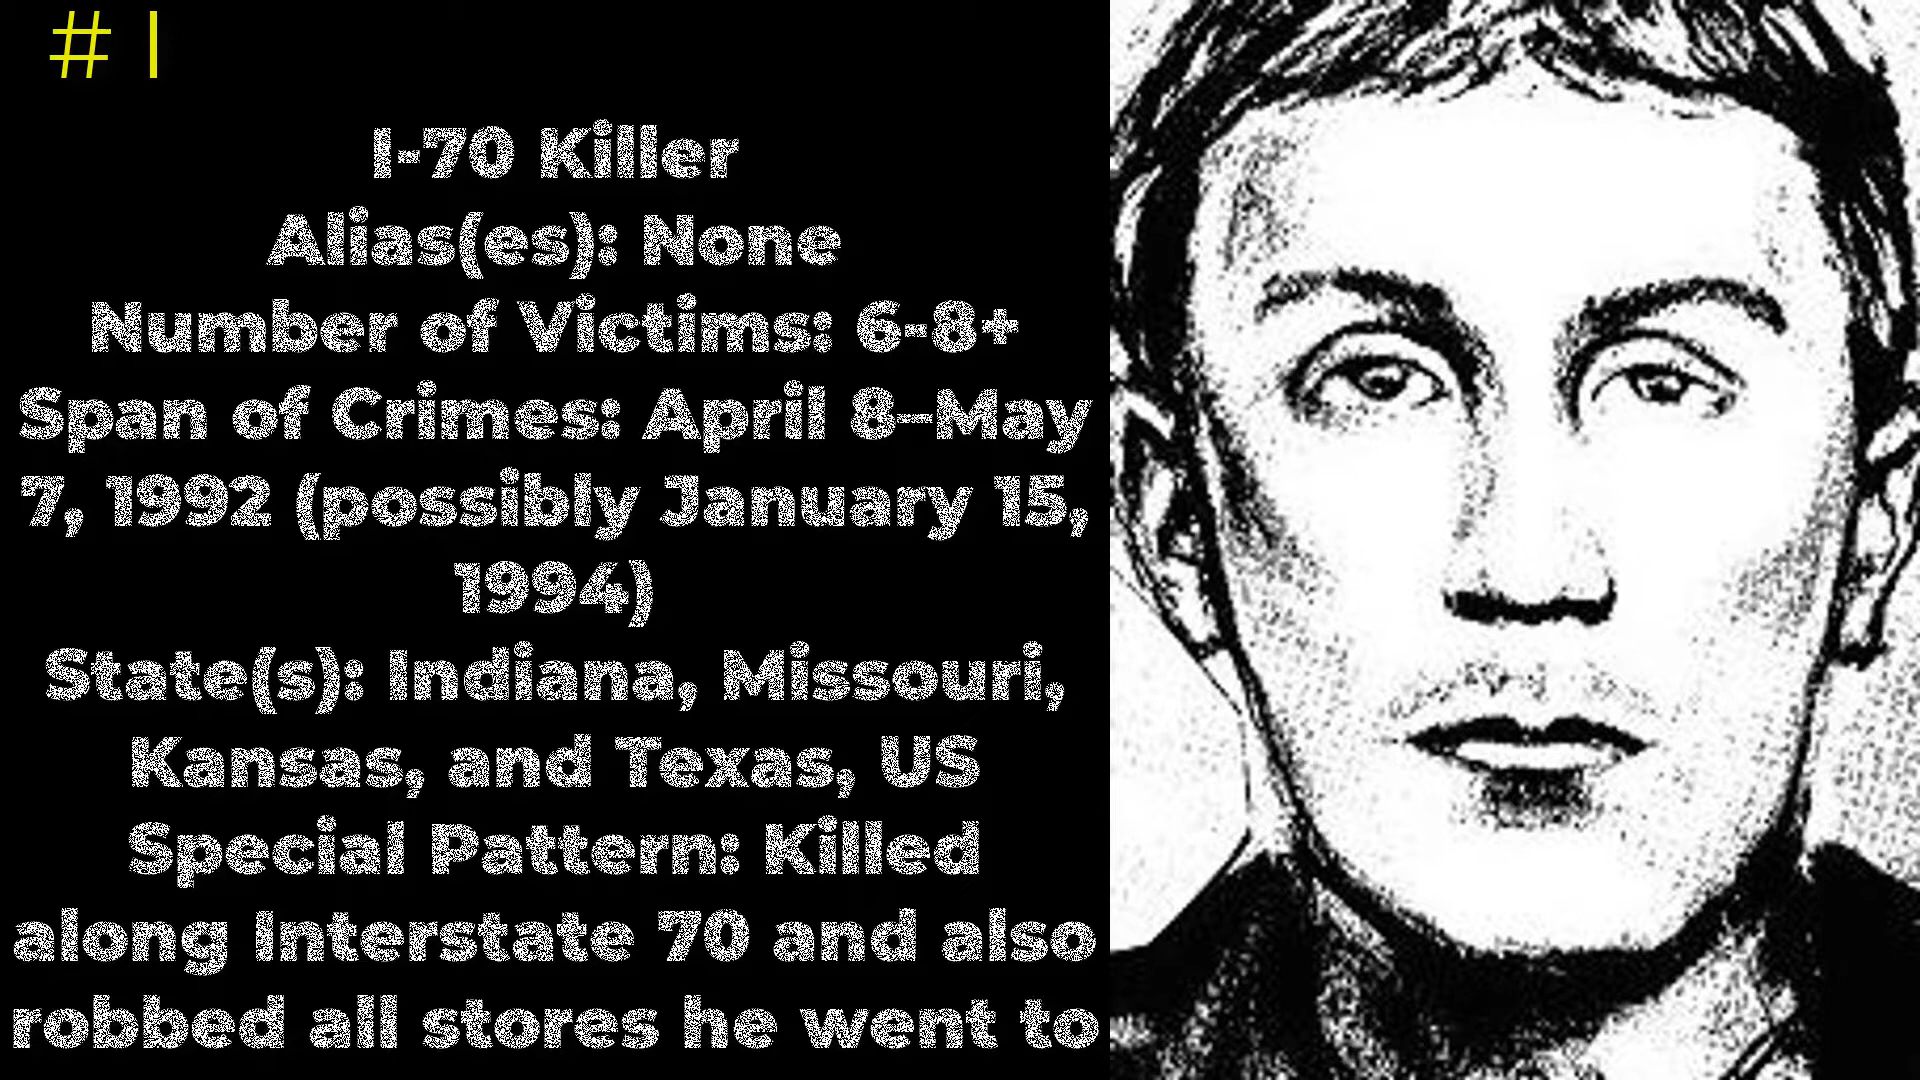 # 1
I-70 Killer
Alias(es): None
Number of Victims: 6-8+
Span of Crimes: April 8–May
7, 1992 (possibly January 15,
1994)
State(s): Indiana, Missouri,
Kansas, and Texas, US
Special Pattern: Killed
along Interstate 70 and also
robbed all stores he went to